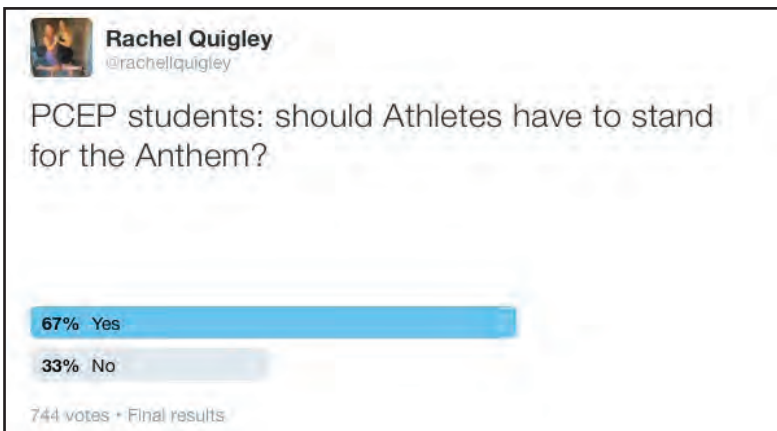 Rachel Quigley
@rachellquigley
PCEP students: should Athletes have to stand
for the Anthem?
67% Yes
33% No
744 votes • Final results